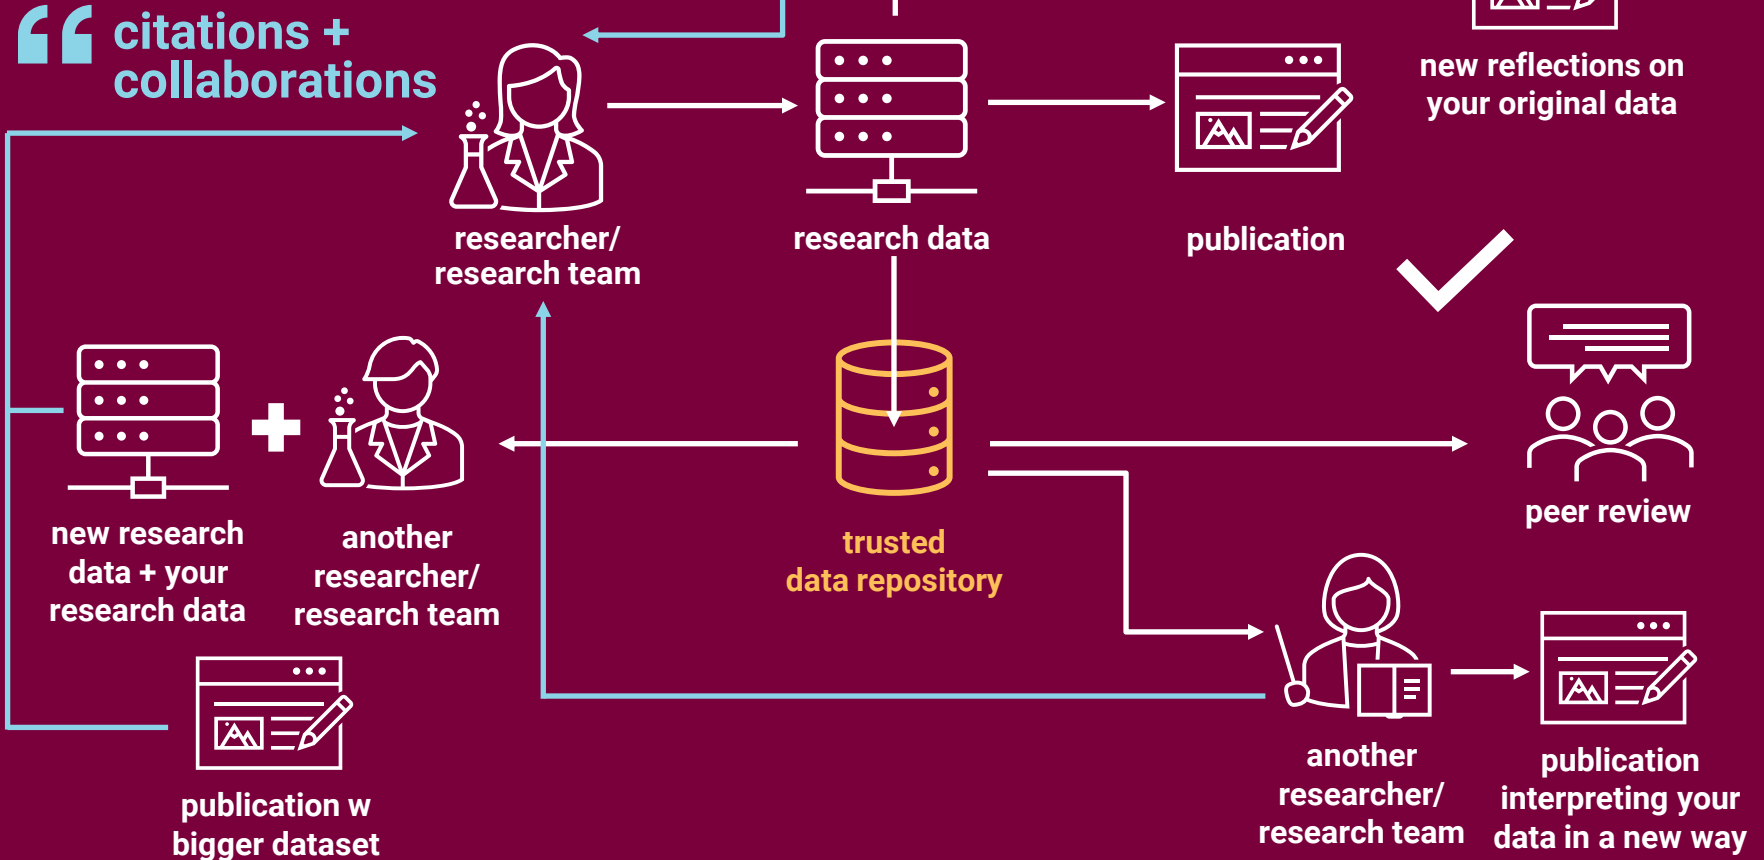 citations +
collaborations
new reflections on
your original data
researcher/
research team
research data
publication
new research
data + your
research data
another
researcher/
research team
trusted
data repository
peer review
publication w
bigger dataset
another
researcher/
research team
publication
interpreting your
data in a new way